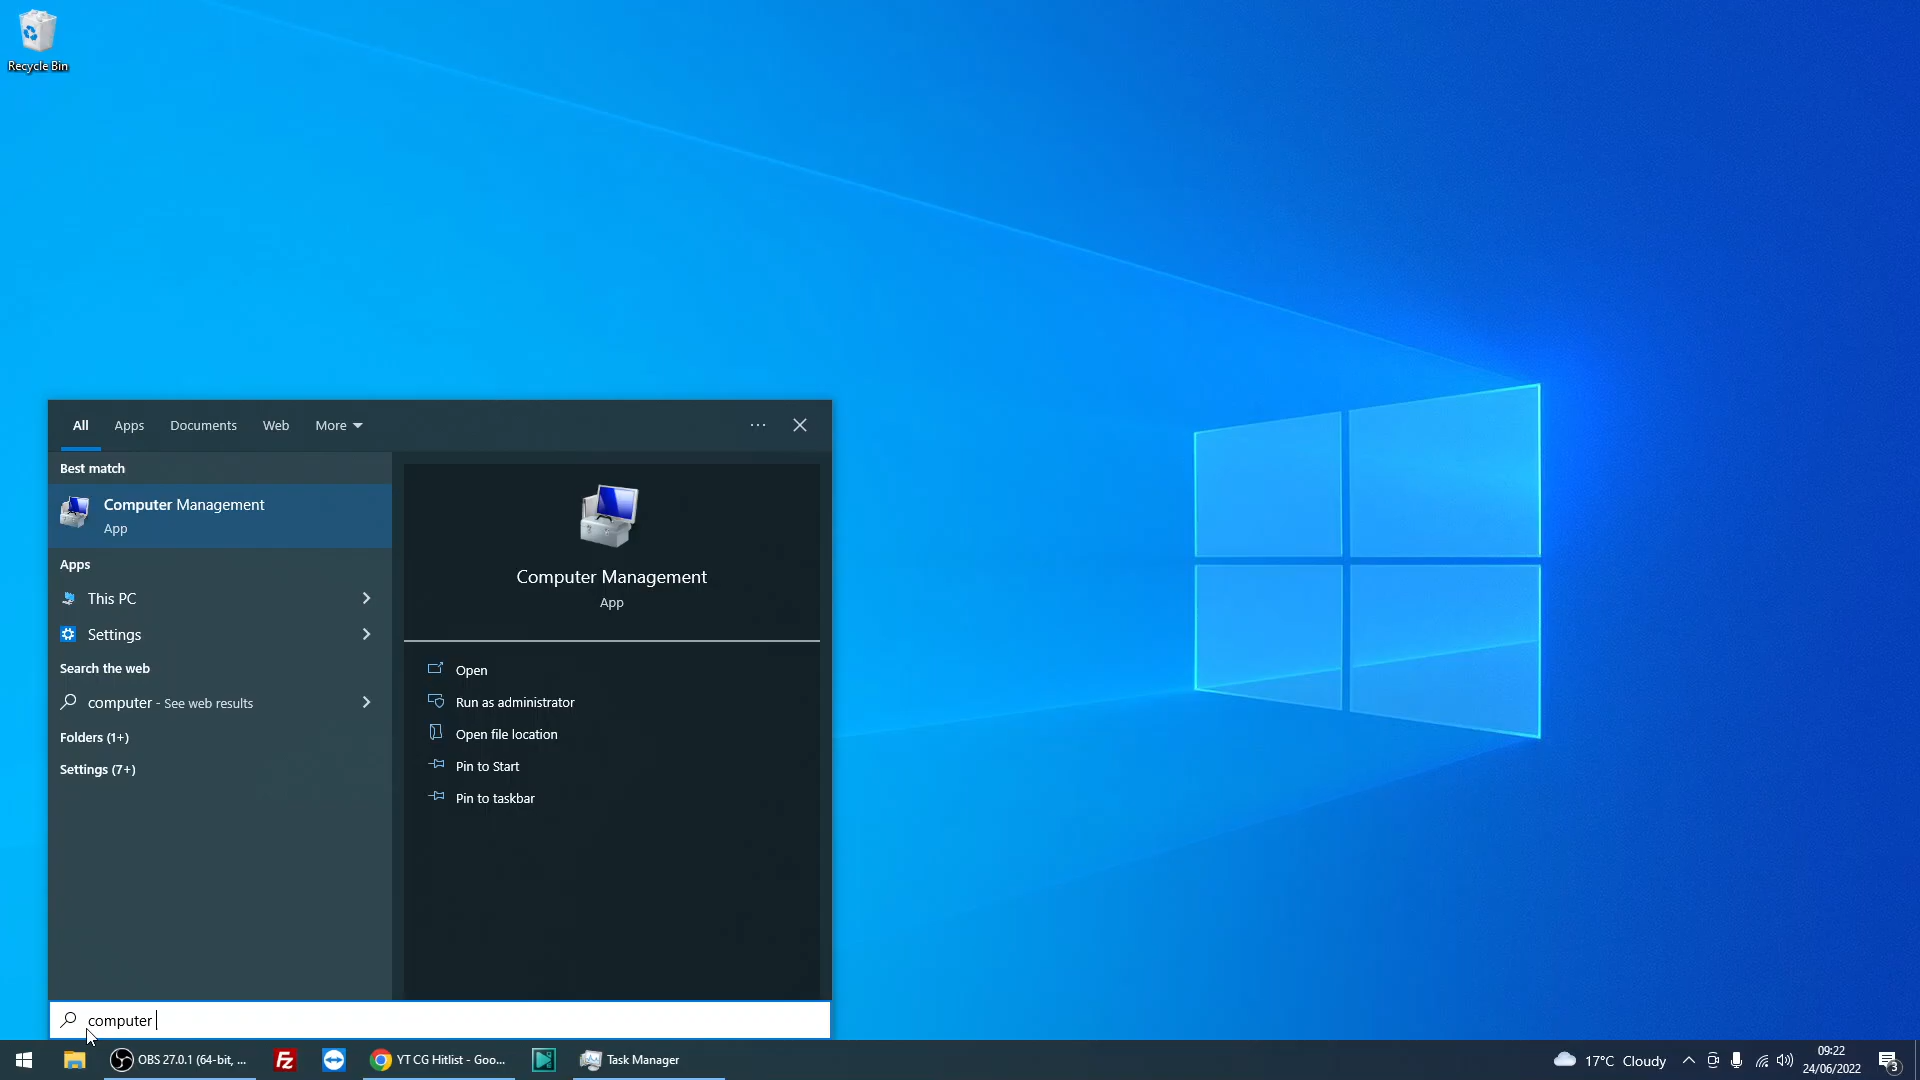 Recycle Bin
All Apps Documents Web More
Best match
Computer Management
App
Apps
This PC
Settings
Search the web
computer - See web results
Folders (1+)
Settings (7+)
Computer Management
App
Open
Run as administrator
Open file location
Pin to Start
Pin to taskbar
computer
OBS 27.0.1 (64-bit, ...
FZ
YT CG Hitlist - Goo...
Task Manager
17°C Cloudy
09:22
24/06/2022
3